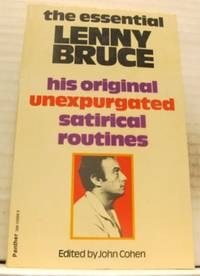 the essential
LENNY
BRUCE
his original
unexpurgated
satirical
routines
Edited by John Cohen
Panther